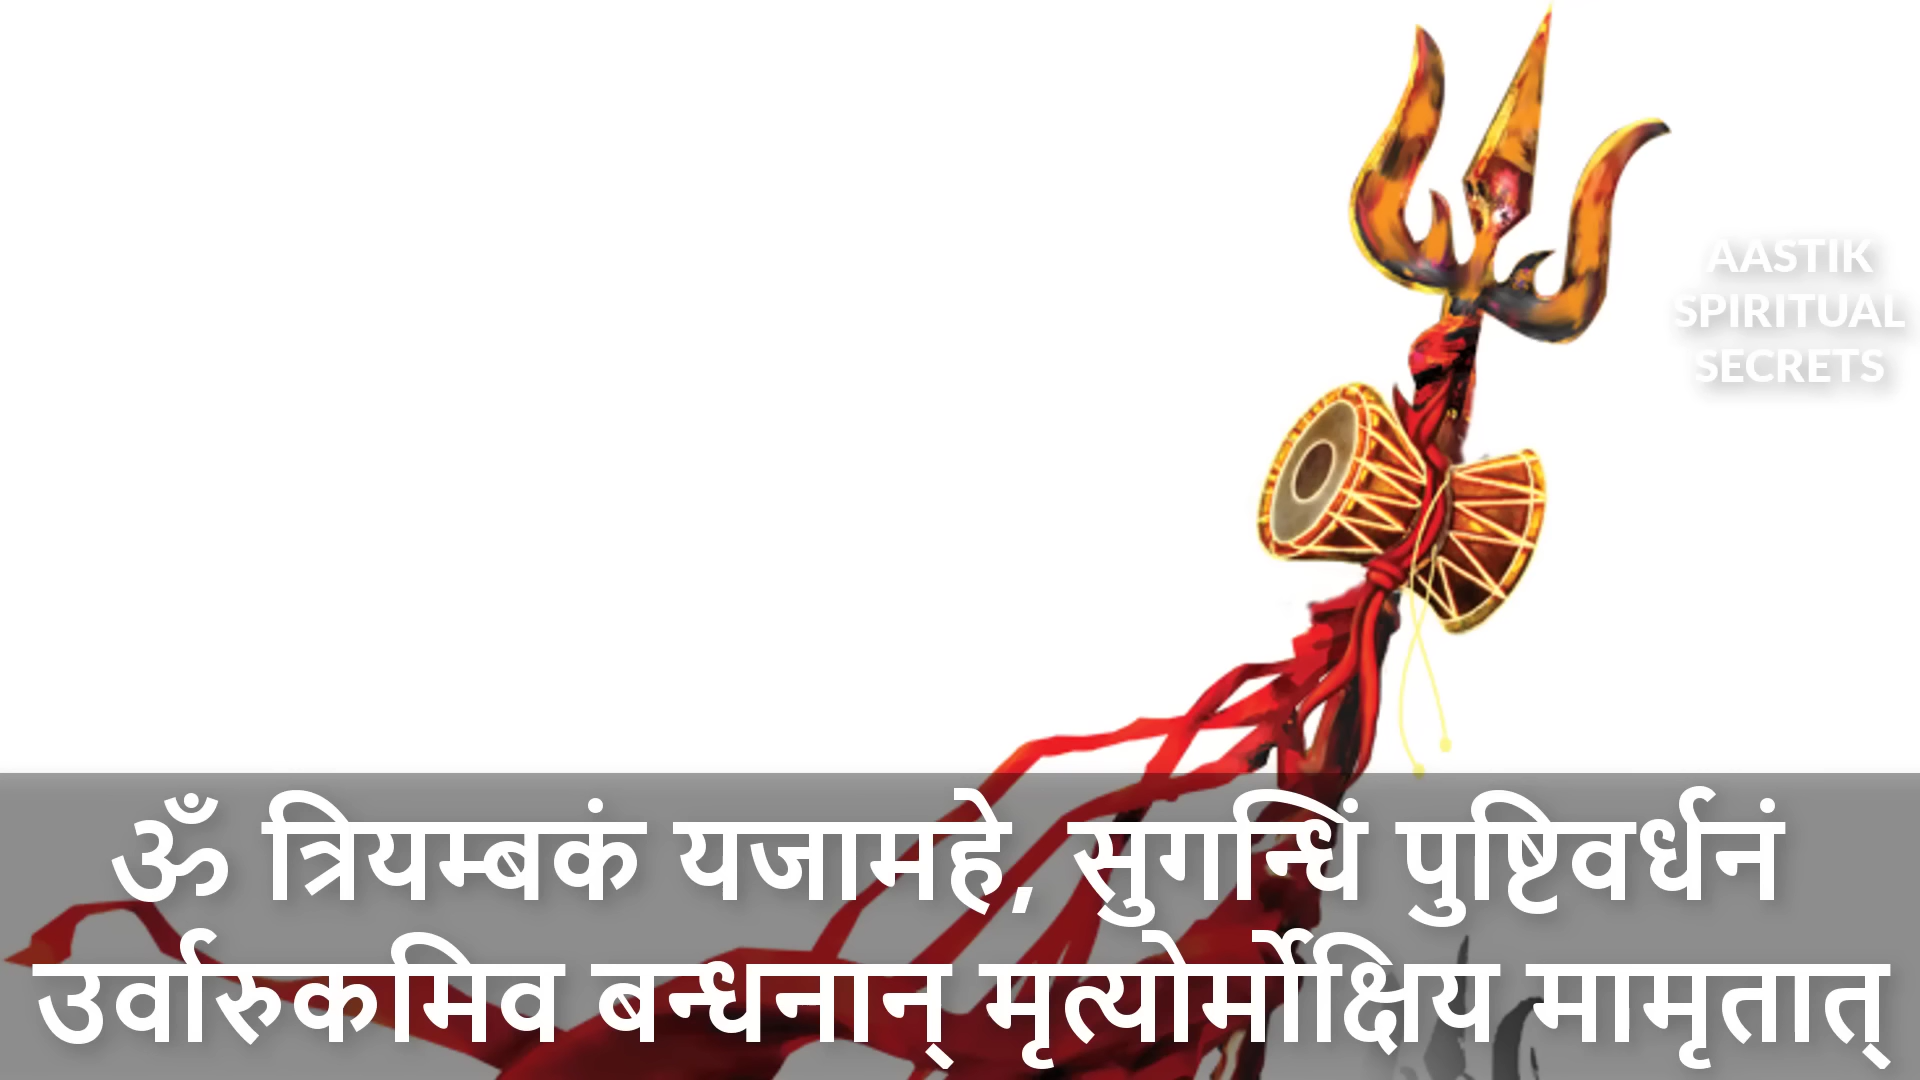 AASTIK
SPIRITUAL
SECRETS
ॐ त्रियम्बकं यजामहे, सुगन्धिं पुष्टिवर्धनं
उर्वारुकमिव बन्धनान् मृत्योर्मोक्षिय मामृतात्